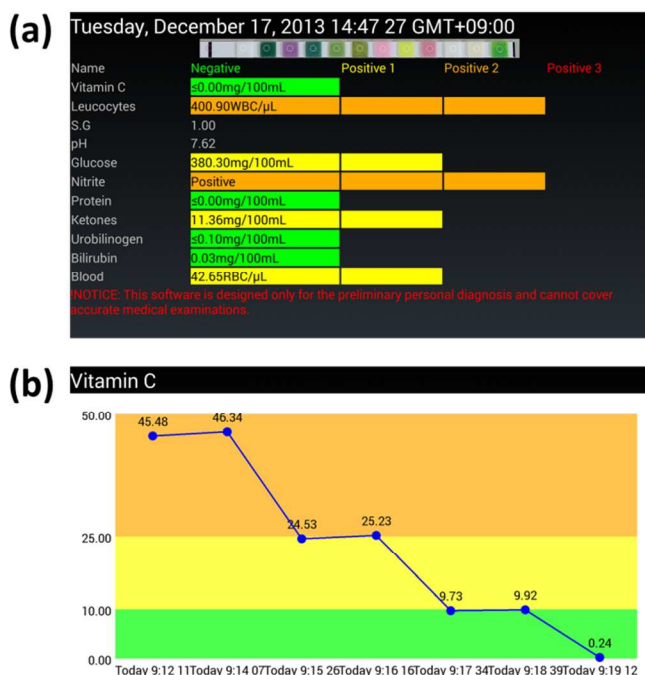 (a)
Tuesday, December 17, 2013 14:47 27 GMT+09:00
Name Negative Positive 1 Positive 2 Positive 3
Vitamin C ≤0.00mg/100mL
Leucocytes 400.90WBC/µL
S.G 1.00
pH 7.62
Glucose 380.30mg/100mL
Nitrite Positive
Protein ≤0.00mg/100mL
Ketones 11.36mg/100mL
Urobilinogen ≤0.10mg/100mL
Bilirubin 0.03mg/100mL
Blood 42.65RBC/µL
!NOTICE: This software is designed only for the preliminary personal diagnosis and cannot cover
accurate medical examinations.
(b)
Vitamin C
50.00
45.48 46.34
24.53 25.23
25.00
9.73 9.92
10.00
0.24
0.00
Today 9:12 11Today 9:14 07Today 9:15 26Today 9:16 16Today 9:17 34Today 9:18 39Today 9:19 12